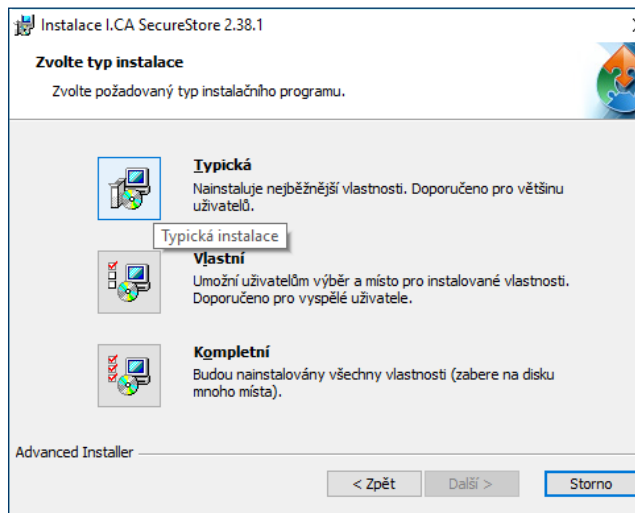 Instalace I.CA SecureStore 2.38.1
Zvolte typ instalace
Zvolte požadovaný typ instalačního programu.
Typická
Nainstaluje nejběžnější vlastnosti. Doporučeno pro většinu
uživatelů.
Typická instalace
Vlastní
Umožní uživatelům výběr a místo pro instalované vlastnosti.
Doporučeno pro vyspělé uživatele.
Kompletní
Budou nainstalovány všechny vlastnosti (zabere na disku
mnoho místa).
Advanced Installer
< Zpět
Další >
Storno